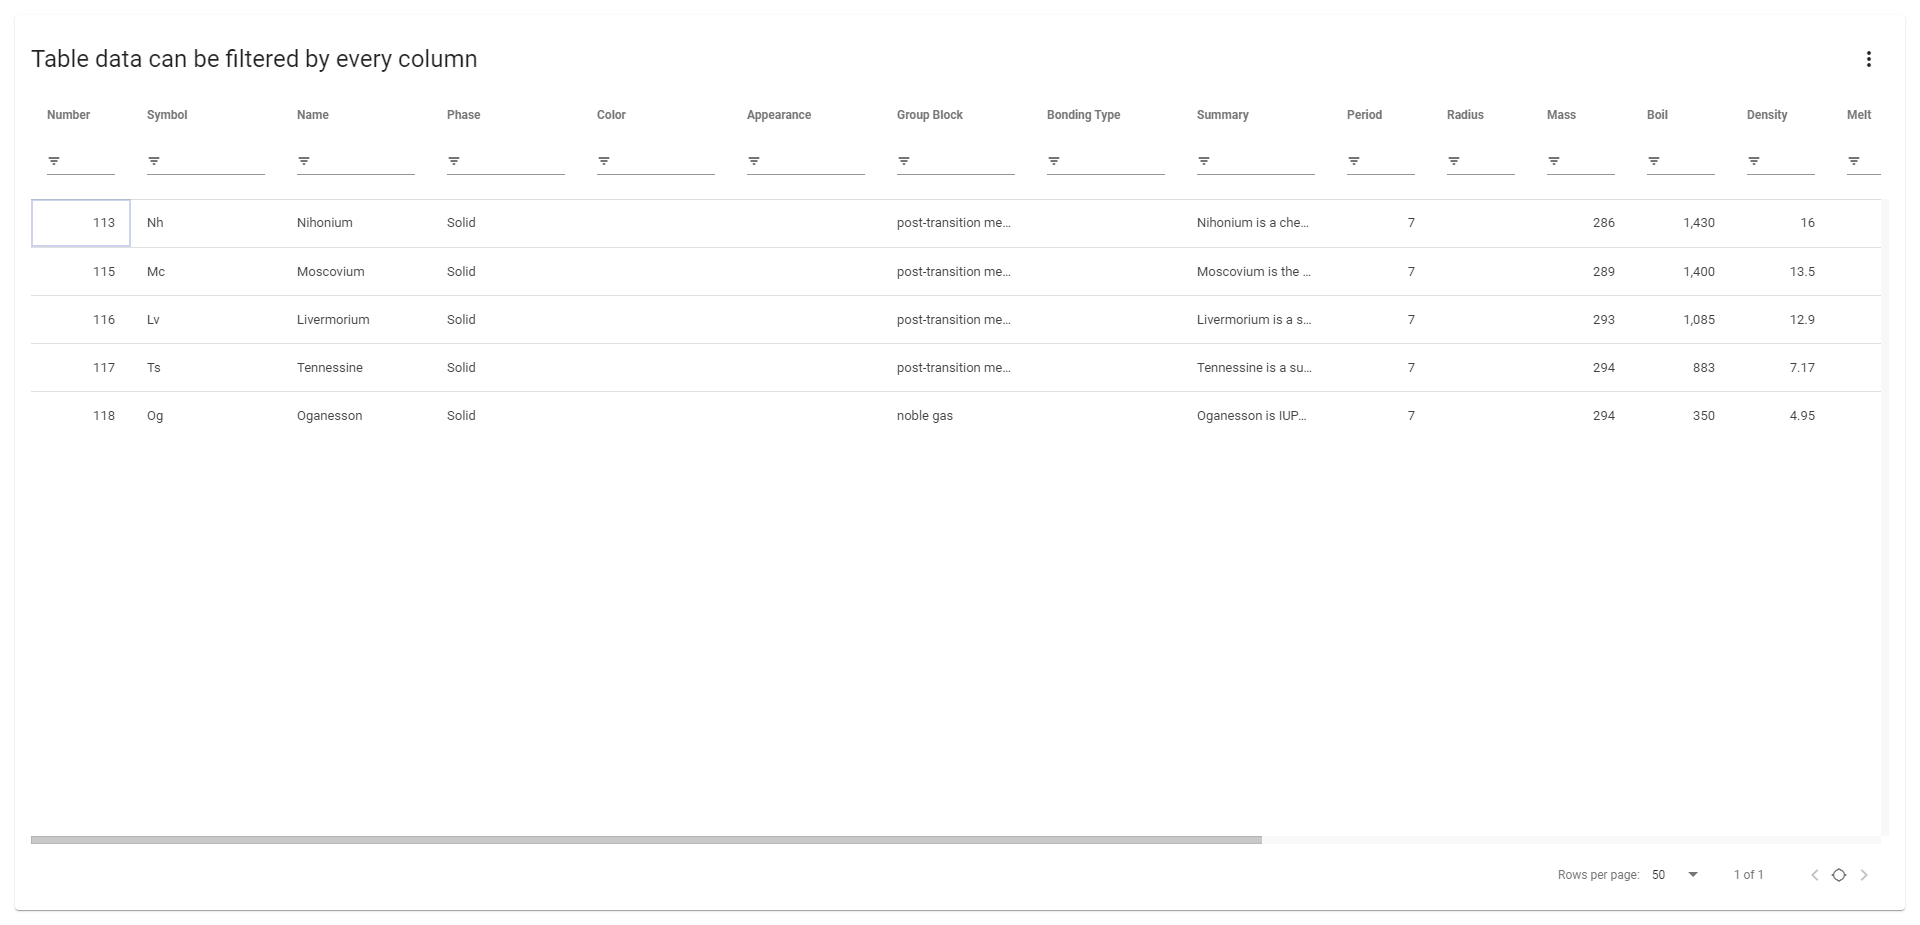 Table data can be filtered by every column
Number Symbol Name Phase Color Appearance Group Block Bonding Type Summary Period Radius Mass Boil Density Melt
113 Nh Nihonium Solid post-transition me... Nihonium is a che... 7 286 1,430 16
115 Mc Moscovium Solid post-transition me... Moscovium is the ... 7 289 1,400 13.5
116 Lv Livermorium Solid post-transition me... Livermorium is a s... 7 293 1,085 12.9
117 Ts Tennessine Solid post-transition me... Tennessine is a su... 7 294 883 7.17
118 Og Oganesson Solid noble gas Oganesson is IUP... 7 294 350 4.95
Rows per page: 50 1 of 1